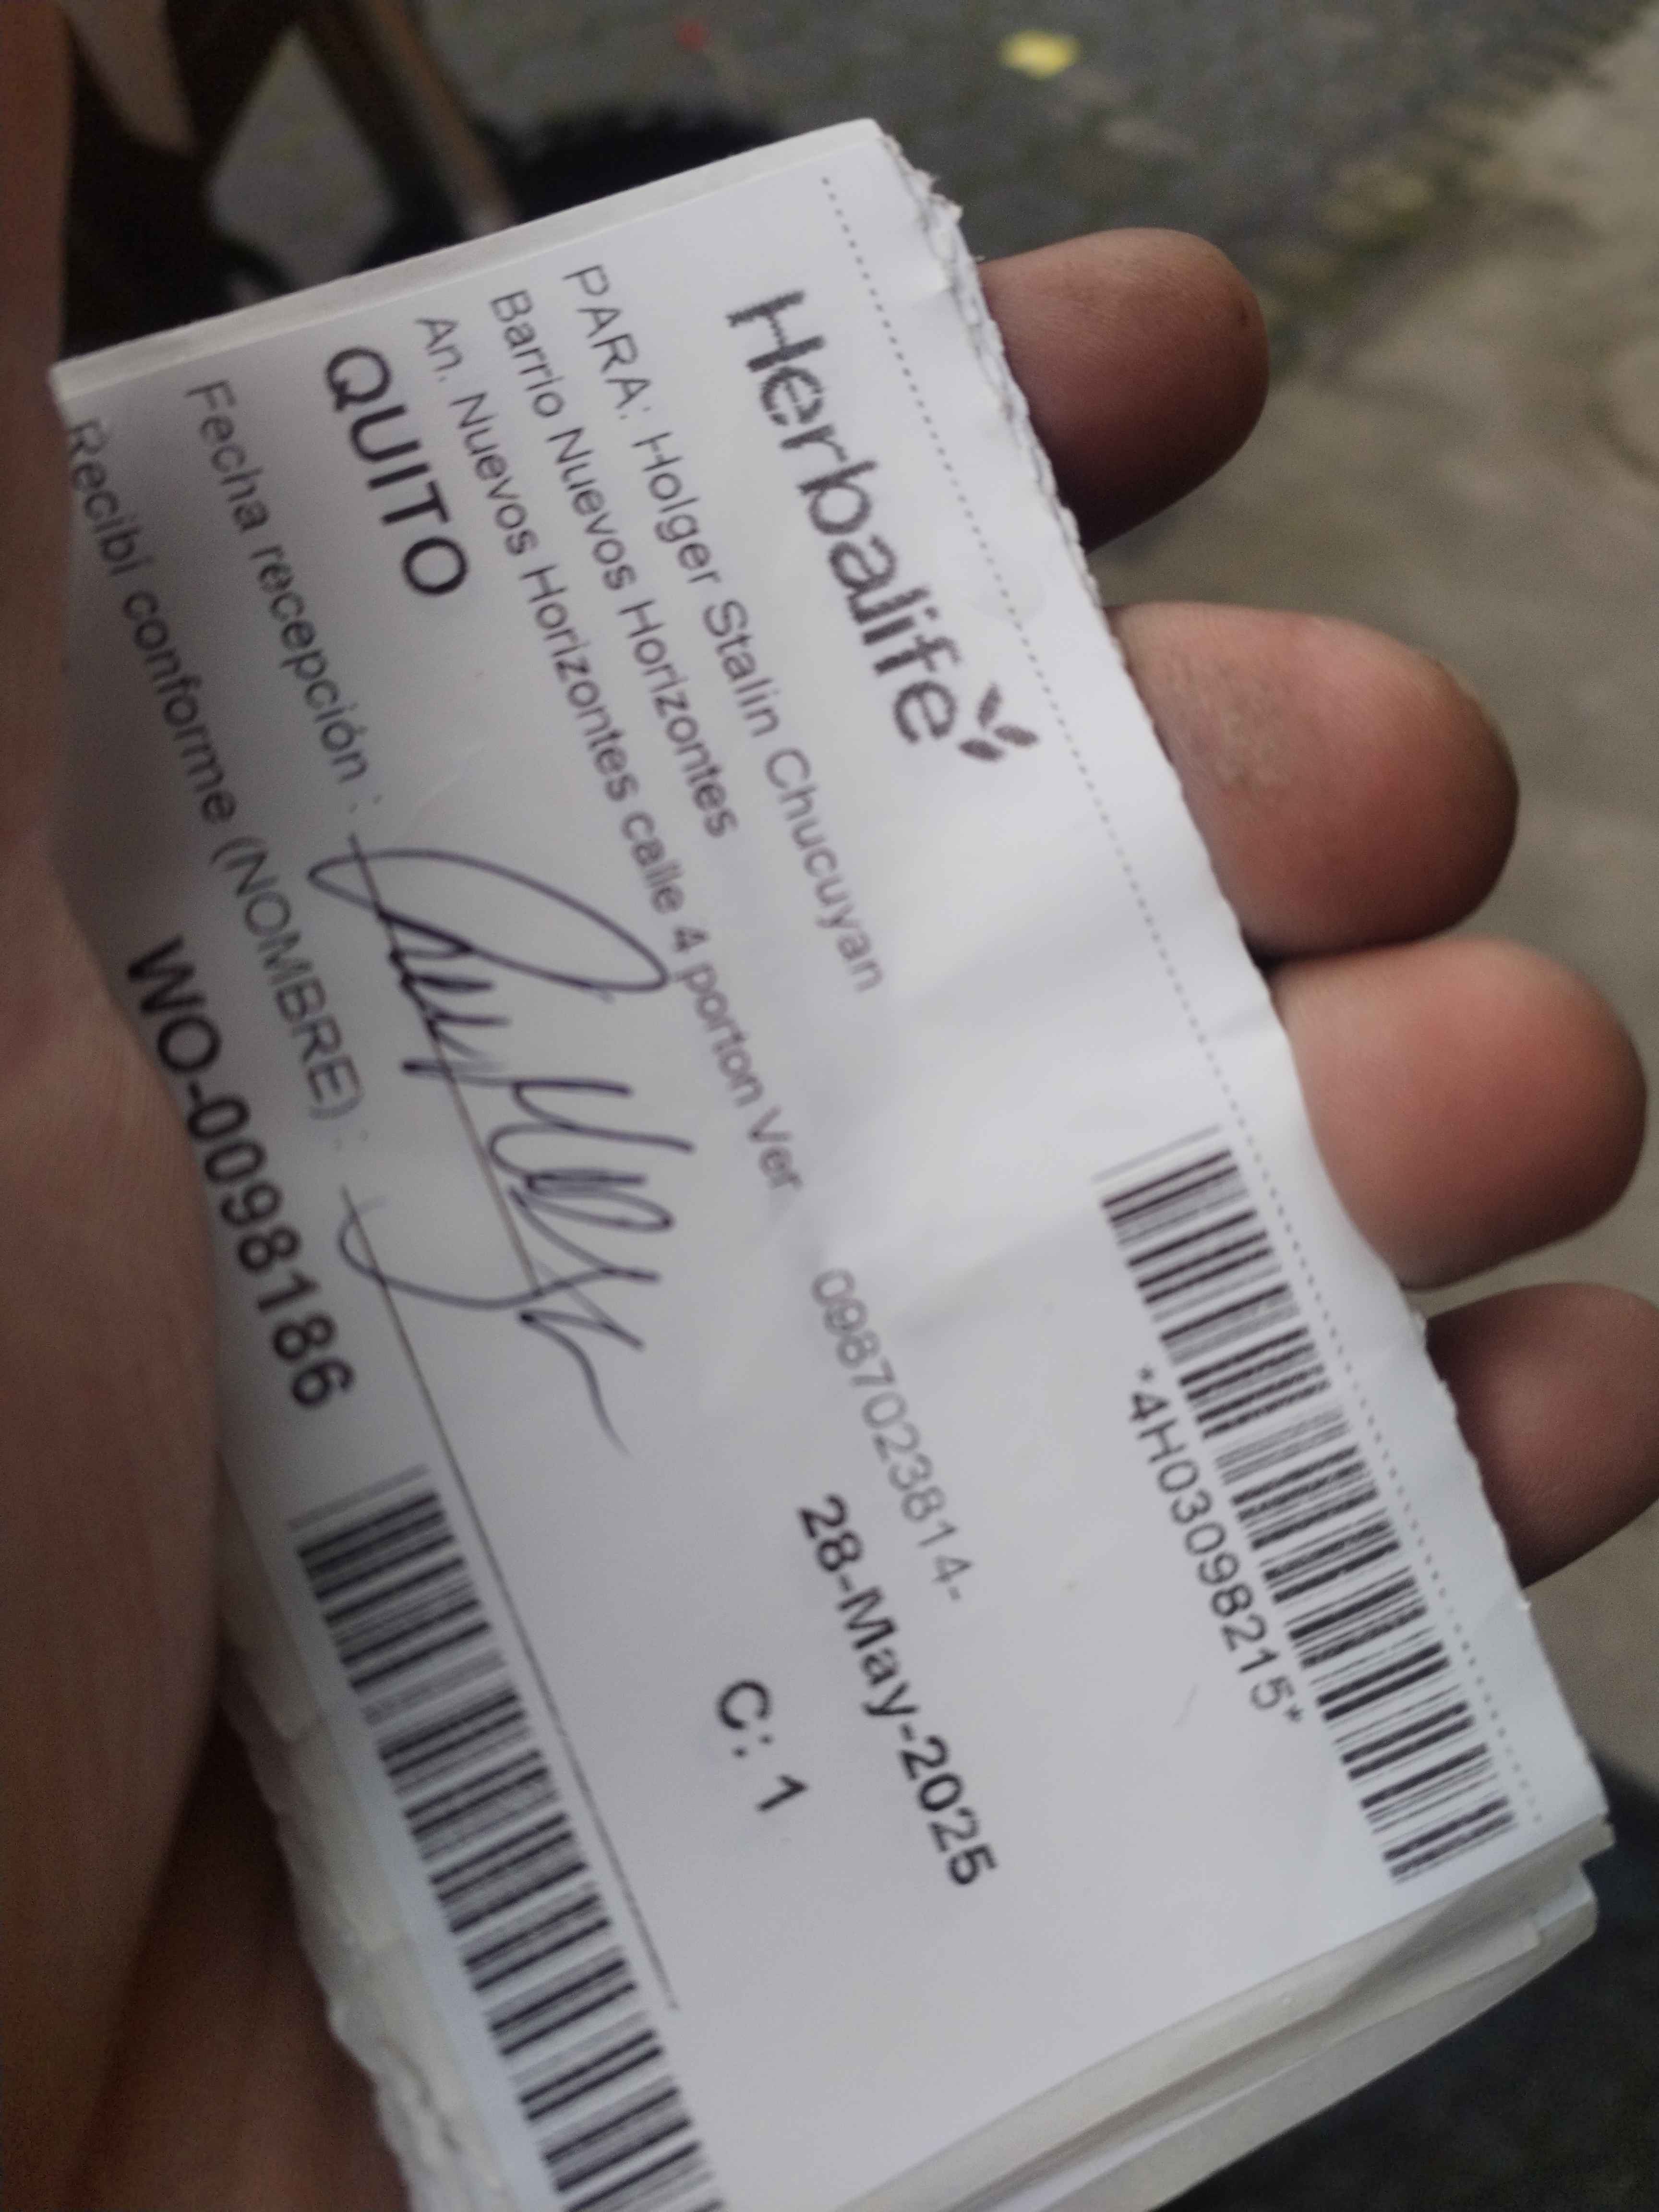 Herbalife
*4H03098215*
PARA: Holger Stalin Chucuyan
Barrio Nuevos Horizontes
0987023814-
An. Nuevos Horizontes calle 4 porton Ver
28-May-2025
QUITO
C: 1
Fecha recepción :
Recibí conforme (NOMBRE) :
WO-0098186